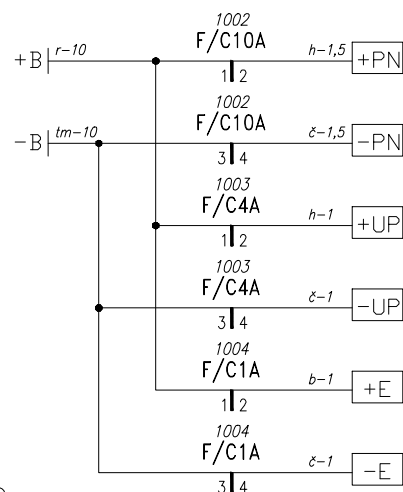 1002
F/C10A
+B r-10 1 2 h-1,5 +PN
1002
F/C10A
-B tm-10 3 4 č-1,5 -PN
1003
F/C4A
1 2 h-1 +UP
1003
F/C4A
3 4 č-1 -UP
1004
F/C1A
1 2 b-1 +E
1004
F/C1A
3 4 č-1 -E